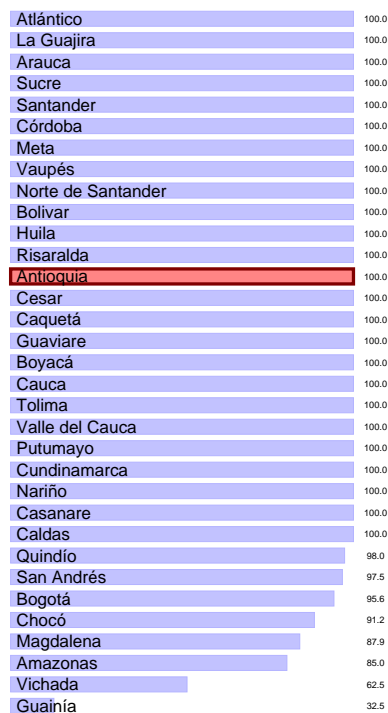 Atlántico 100.0
La Guajira 100.0
Arauca 100.0
Sucre 100.0
Santander 100.0
Córdoba 100.0
Meta 100.0
Vaupés 100.0
Norte de Santander 100.0
Bolivar 100.0
Huila 100.0
Risaralda 100.0
Antioquia 100.0
Cesar 100.0
Caquetá 100.0
Guaviare 100.0
Boyacá 100.0
Cauca 100.0
Tolima 100.0
Valle del Cauca 100.0
Putumayo 100.0
Cundinamarca 100.0
Nariño 100.0
Casanare 100.0
Caldas 100.0
Quindío 98.0
San Andrés 97.5
Bogotá 95.6
Chocó 91.2
Magdalena 87.9
Amazonas 85.0
Vichada 62.5
Guainía 32.5